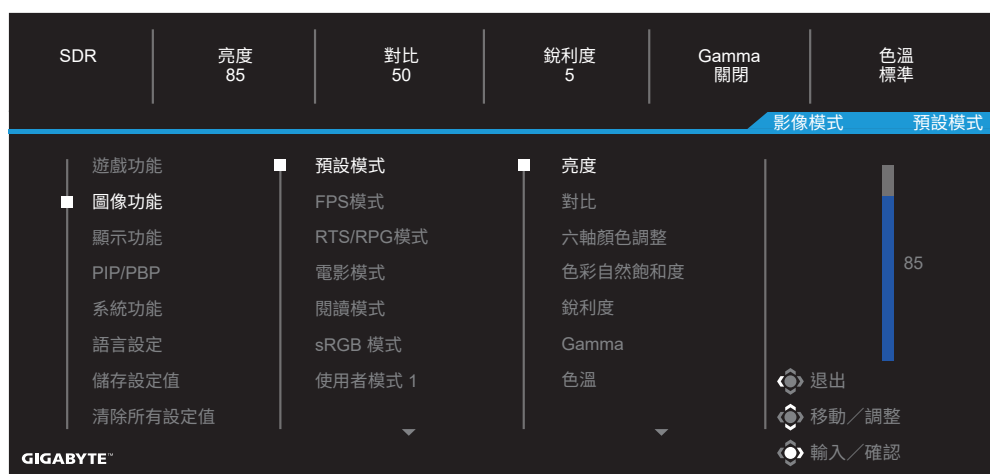 SDR
亮度
85
對比
50
銳利度
5
Gamma
關閉
色溫
標準
影像模式 預設模式
遊戲功能
圖像功能
顯示功能
PIP/PBP
系統功能
語言設定
儲存設定值
清除所有設定值
預設模式
FPS模式
RTS/RPG模式
電影模式
閱讀模式
sRGB 模式
使用者模式 1
亮度
對比
六軸顏色調整
色彩自然飽和度
銳利度
Gamma
色溫
85
退出
移動／調整
輸入／確認
GIGABYTE™